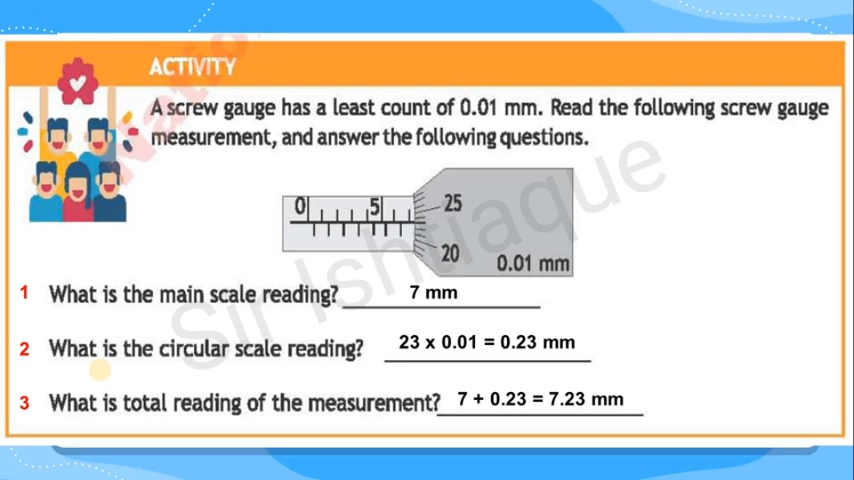 ACTIVITY
A screw gauge has a least count of 0.01 mm. Read the following screw gauge
measurement, and answer the following questions.
0 5 25
20
0.01 mm
1 What is the main scale reading? 7 mm
2 What is the circular scale reading? 23 x 0.01 = 0.23 mm
3 What is total reading of the measurement? 7 + 0.23 = 7.23 mm
Sir Ishtiaque